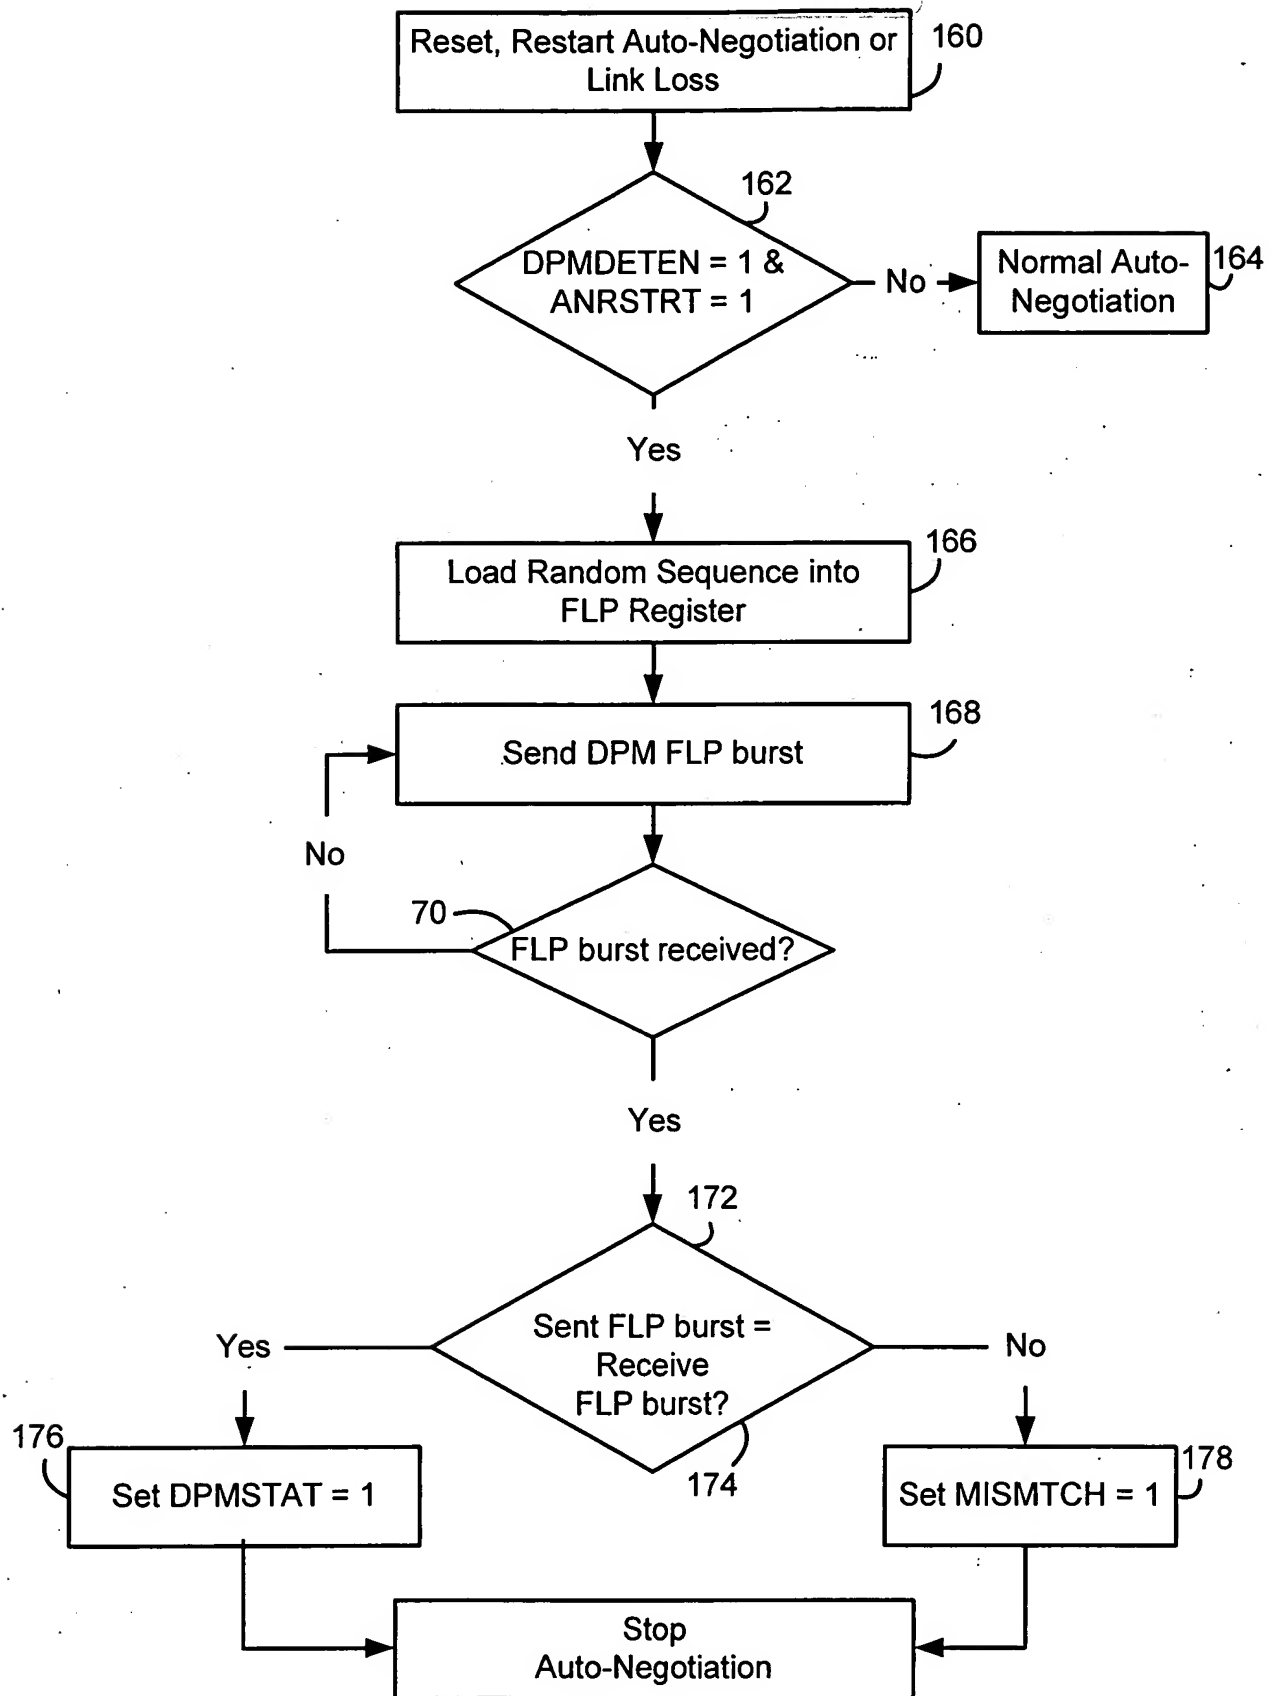 Reset, Restart Auto-Negotiation or
Link Loss
160
162
DPMDETEN = 1 &
ANRSTRT = 1
No
Normal Auto-
Negotiation
164
Yes
Load Random Sequence into
FLP Register
166
Send DPM FLP burst
168
No
70
FLP burst received?
Yes
172
Sent FLP burst =
Receive
FLP burst?
Yes
No
174
176
Set DPMSTAT = 1
178
Set MISMTCH = 1
Stop
Auto-Negotiation